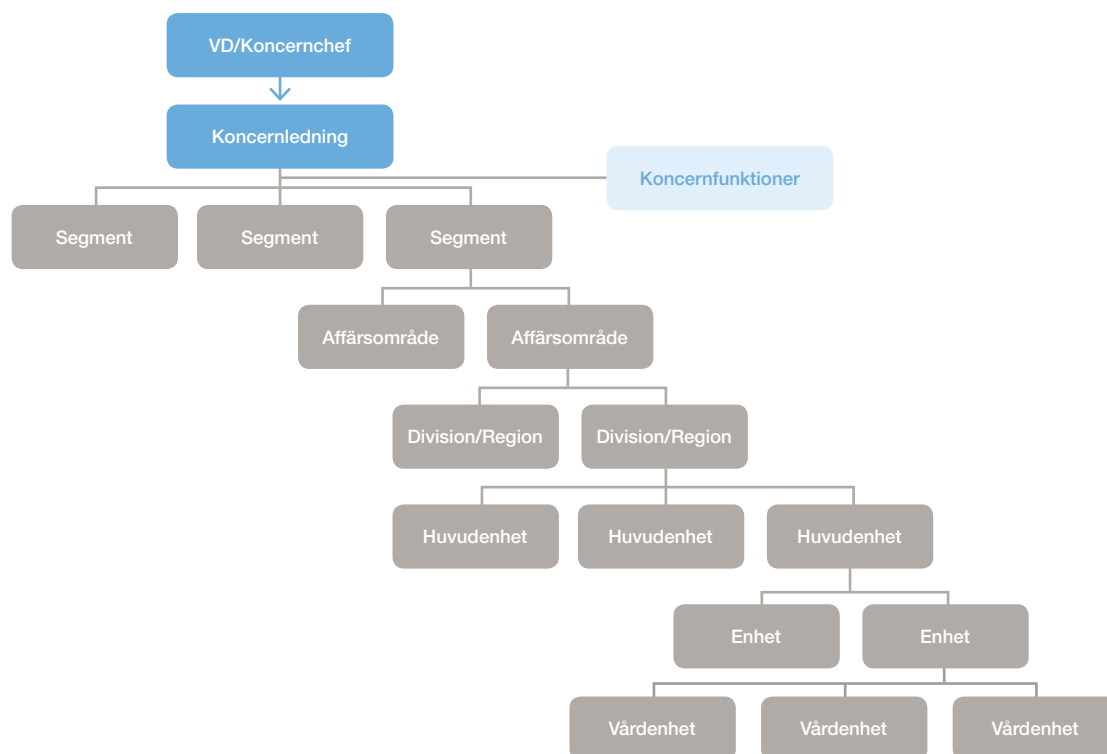 VD/Koncernchef
Koncernledning
Koncernfunktioner
Segment
Segment
Segment
Affärsområde
Affärsområde
Division/Region
Division/Region
Huvudenhet
Huvudenhet
Huvudenhet
Enhet
Enhet
Vårdenhet
Vårdenhet
Vårdenhet